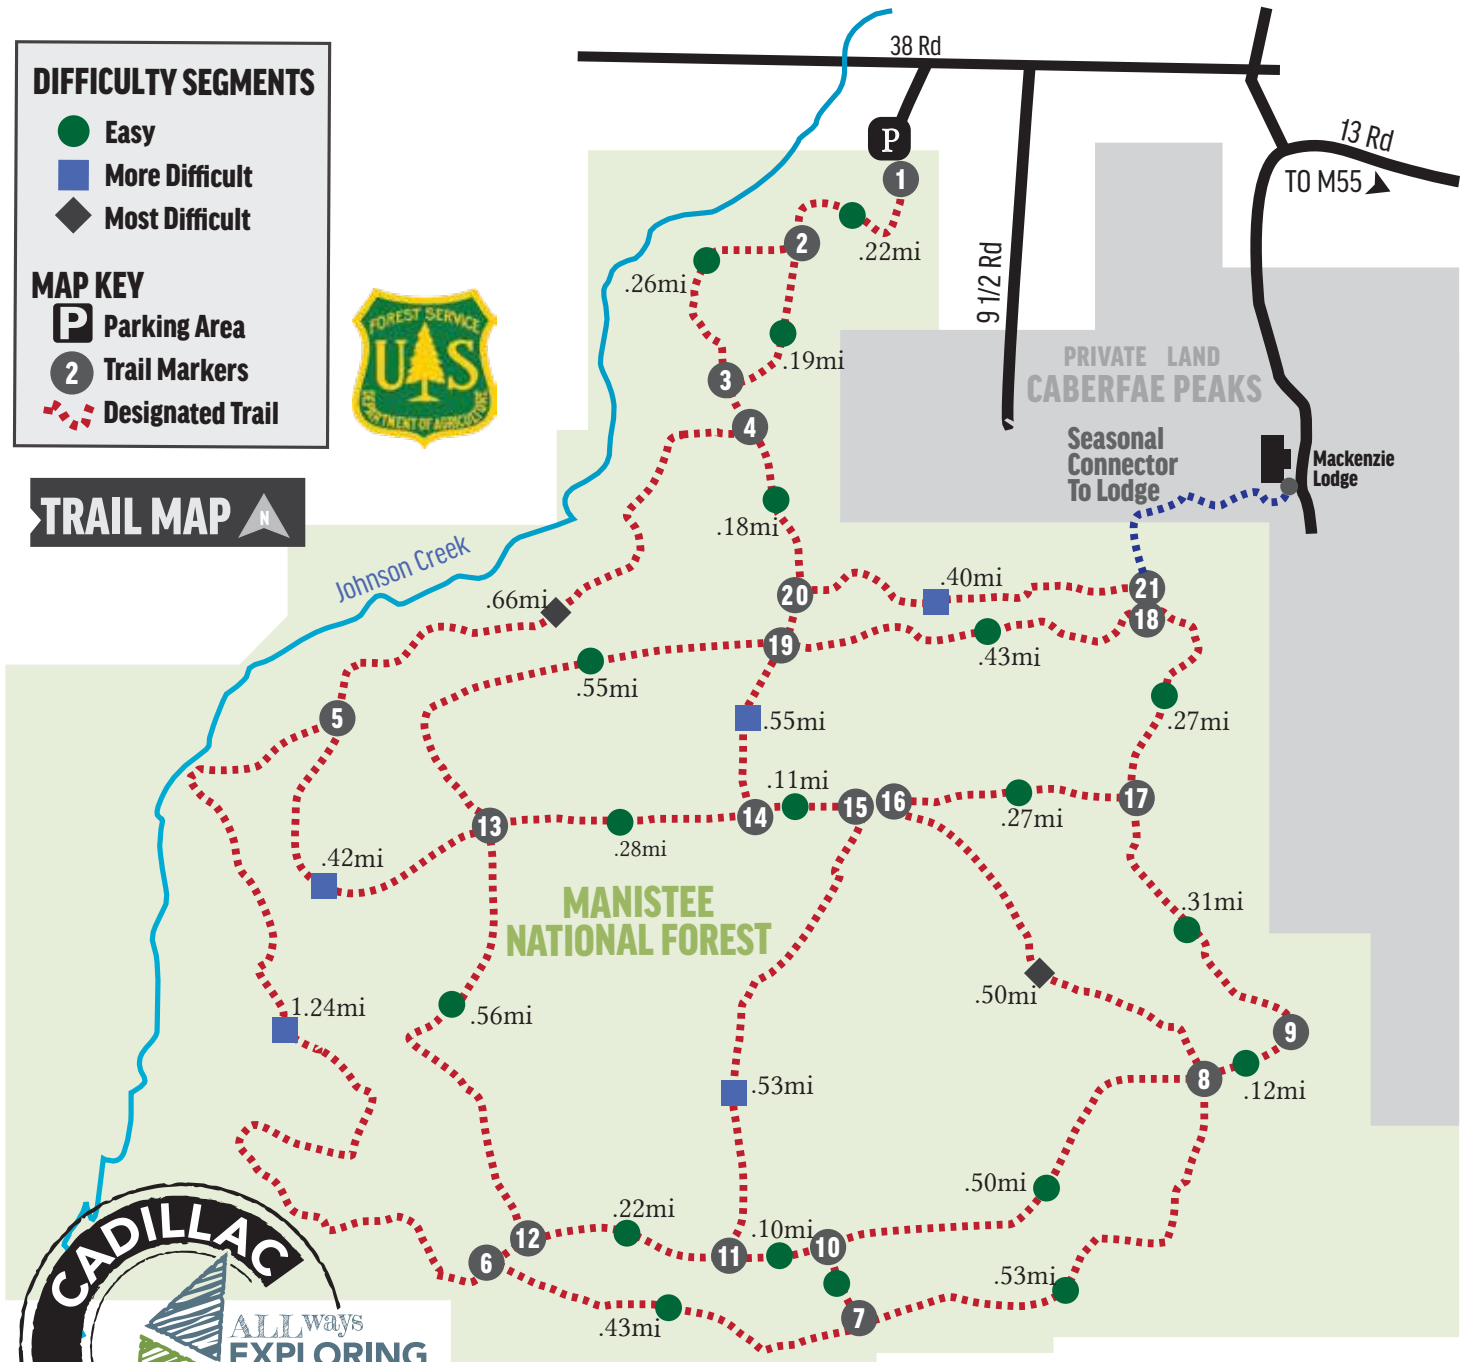 38 Rd
DIFFICULTY SEGMENTS
Easy
More Difficult
Most Difficult
MAP KEY
P Parking Area
2 Trail Markers
Designated Trail
TRAIL MAP N
FOREST SERVICE
U S
DEPARTMENT OF AGRICULTURE
P
13 Rd
TO M55
1
2
.22mi
.26mi
9 1/2 Rd
.19mi
3
PRIVATE LAND
CABERFAE PEAKS
4
Seasonal
Connector
To Lodge
Mackenzie
Lodge
.18mi
Johnson Creek
.66mi
20
.40mi
21
18
19
.43mi
.55mi
5
.55mi
.27mi
.11mi
13
14
15
16
17
.28mi
.27mi
.42mi
MANISTEE
NATIONAL FOREST
.31mi
.50mi
1.24mi
.56mi
9
8
.12mi
.53mi
.50mi
.22mi
.10mi
12
11
10
6
.53mi
7
.43mi
CADILLAC
ALLways
EXPLORING